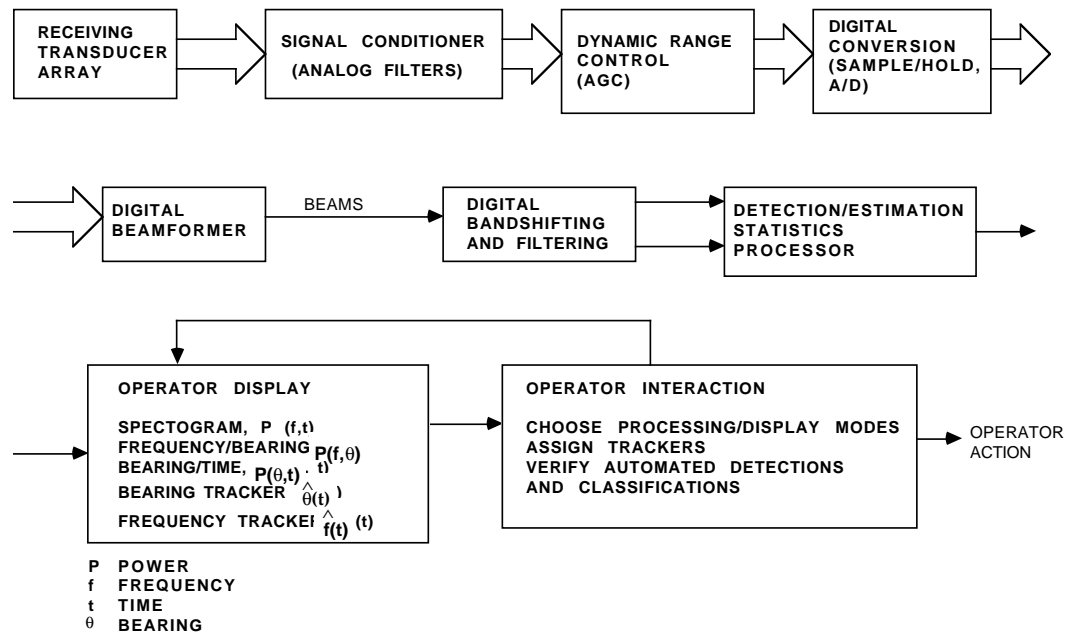 RECEIVING
TRANSDUCER
ARRAY
SIGNAL CONDITIONER
(ANALOG FILTERS)
DYNAMIC RANGE
CONTROL
(AGC)
DIGITAL
CONVERSION
(SAMPLE/HOLD,
A/D)
DIGITAL
BEAMFORMER
BEAMS
DIGITAL
BANDSHIFTING
AND FILTERING
DETECTION/ESTIMATION
STATISTICS
PROCESSOR
OPERATOR DISPLAY
SPECTOGRAM, P (f,t)
FREQUENCY/BEARING P(f,θ)
BEARING/TIME, P(θ,t) t)
BEARING TRACKER θ̂(t) )
FREQUENCY TRACKER f̂(t) (t)
OPERATOR INTERACTION
CHOOSE PROCESSING/DISPLAY MODES
ASSIGN TRACKERS
VERIFY AUTOMATED DETECTIONS
AND CLASSIFICATIONS
OPERATOR
ACTION
P POWER
f FREQUENCY
t TIME
θ BEARING